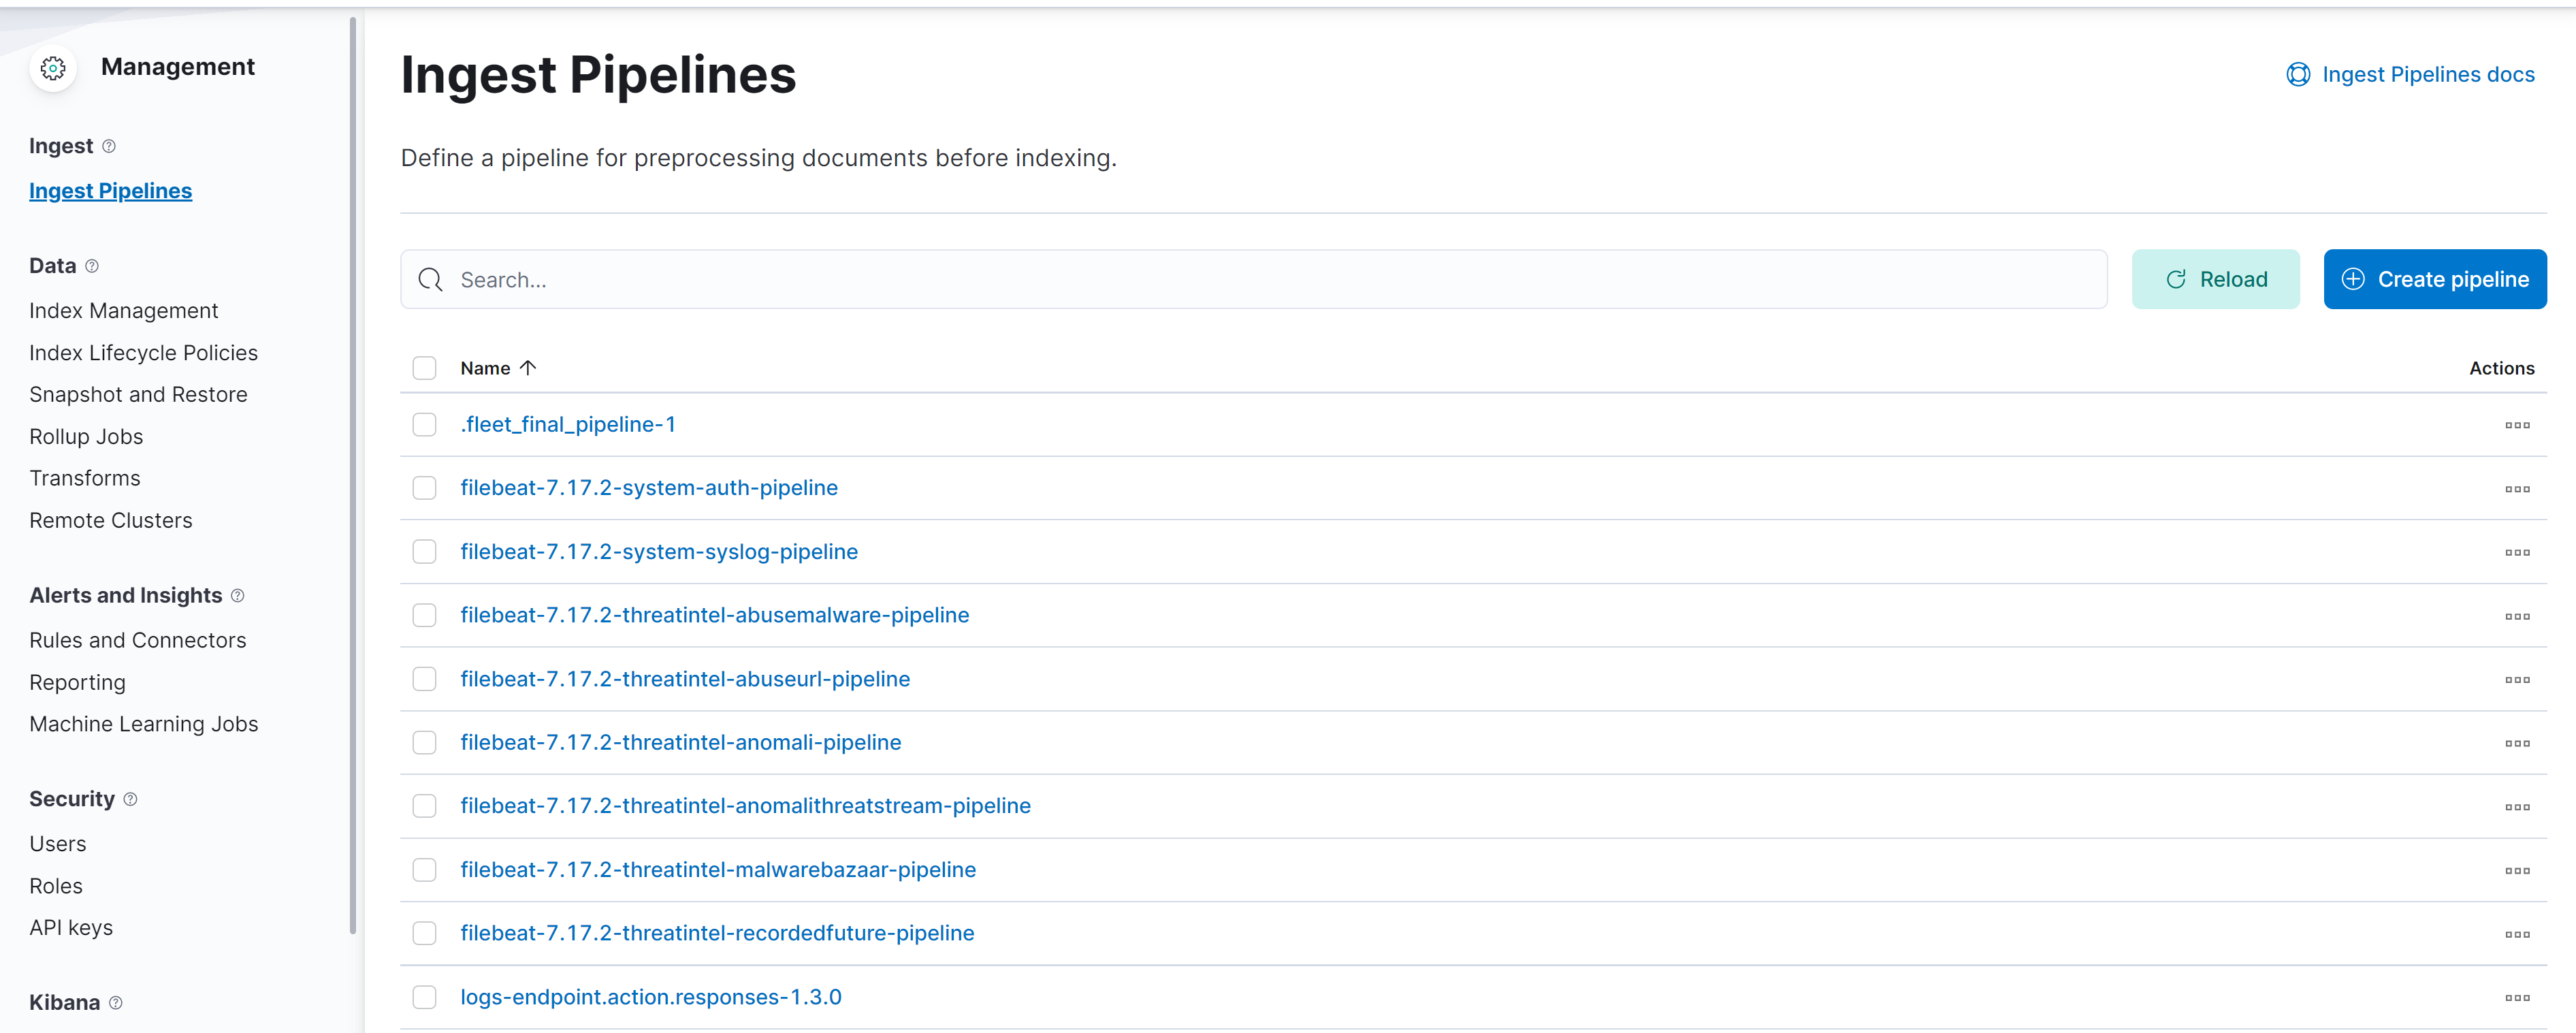 Management
Ingest
Ingest Pipelines
Data
Index Management
Index Lifecycle Policies
Snapshot and Restore
Rollup Jobs
Transforms
Remote Clusters
Alerts and Insights
Rules and Connectors
Reporting
Machine Learning Jobs
Security
Users
Roles
API keys
Kibana
Ingest Pipelines
Ingest Pipelines docs
Define a pipeline for preprocessing documents before indexing.
Search...
Reload
Create pipeline
Name
Actions
.fleet_final_pipeline-1
filebeat-7.17.2-system-auth-pipeline
filebeat-7.17.2-system-syslog-pipeline
filebeat-7.17.2-threatintel-abusemalware-pipeline
filebeat-7.17.2-threatintel-abuseurl-pipeline
filebeat-7.17.2-threatintel-anomali-pipeline
filebeat-7.17.2-threatintel-anomalithreatstream-pipeline
filebeat-7.17.2-threatintel-malwarebazaar-pipeline
filebeat-7.17.2-threatintel-recordedfuture-pipeline
logs-endpoint.action.responses-1.3.0